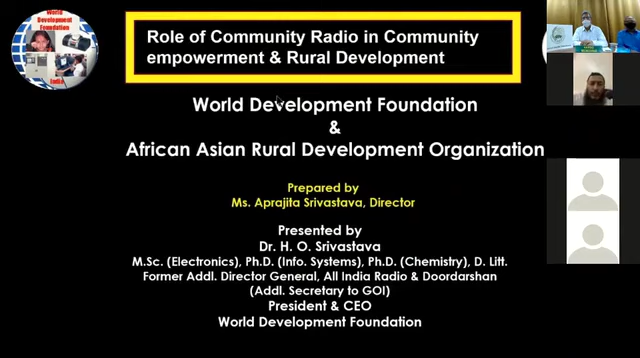 World
Development
Foundation
India
Role of Community Radio in Community
empowerment & Rural Development
World Development Foundation
&
African Asian Rural Development Organization
Prepared by
Ms. Aprajita Srivastava, Director
Presented by
Dr. H. O. Srivastava
M.Sc. (Electronics), Ph.D. (Info. Systems), Ph.D. (Chemistry), D. Litt.
Former Addl. Director General, All India Radio & Doordarshan
(Addl. Secretary to GOI)
President & CEO
World Development Foundation